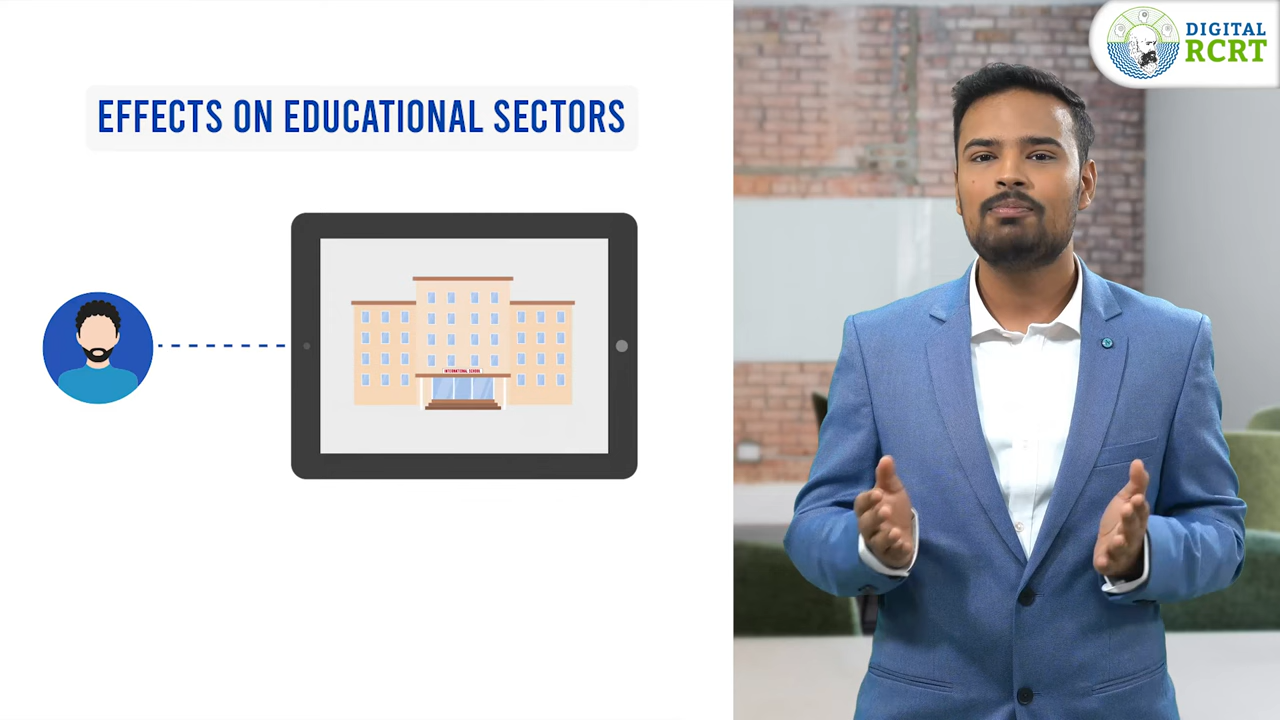 EFFECTS ON EDUCATIONAL SECTORS
INTERNATIONAL SCHOOL
DIGITAL
RCRT